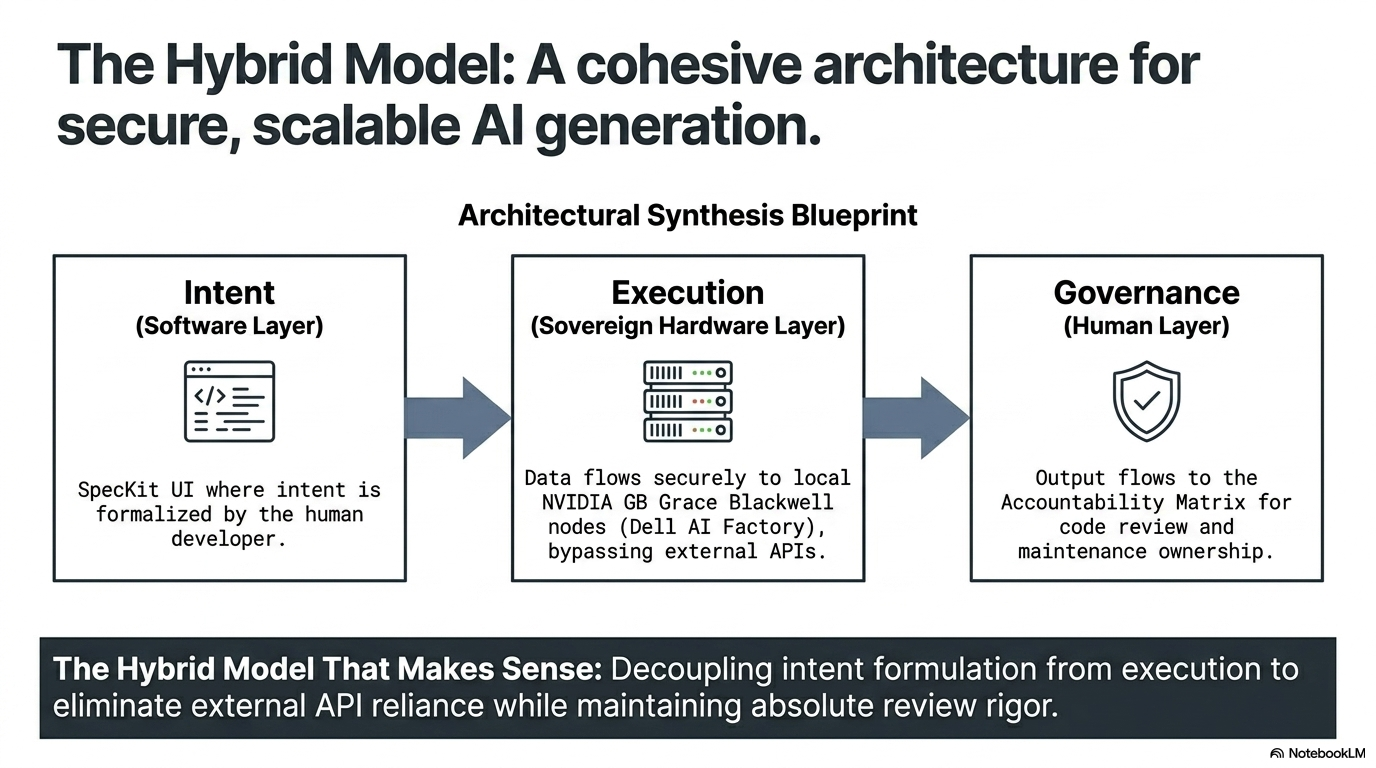 The Hybrid Model: A cohesive architecture for
secure, scalable AI generation.
Architectural Synthesis Blueprint
Intent
(Software Layer)
</>
SpecKit UI where intent is
formalized by the human
developer.
Execution
(Sovereign Hardware Layer)
Data flows securely to local
NVIDIA GB Grace Blackwell
nodes (Dell AI Factory),
bypassing external APIs.
Governance
(Human Layer)
Output flows to the
Accountability Matrix for
code review and
maintenance ownership.
The Hybrid Model That Makes Sense: Decoupling intent formulation from execution to
eliminate external API reliance while maintaining absolute review rigor.
NotebookLM